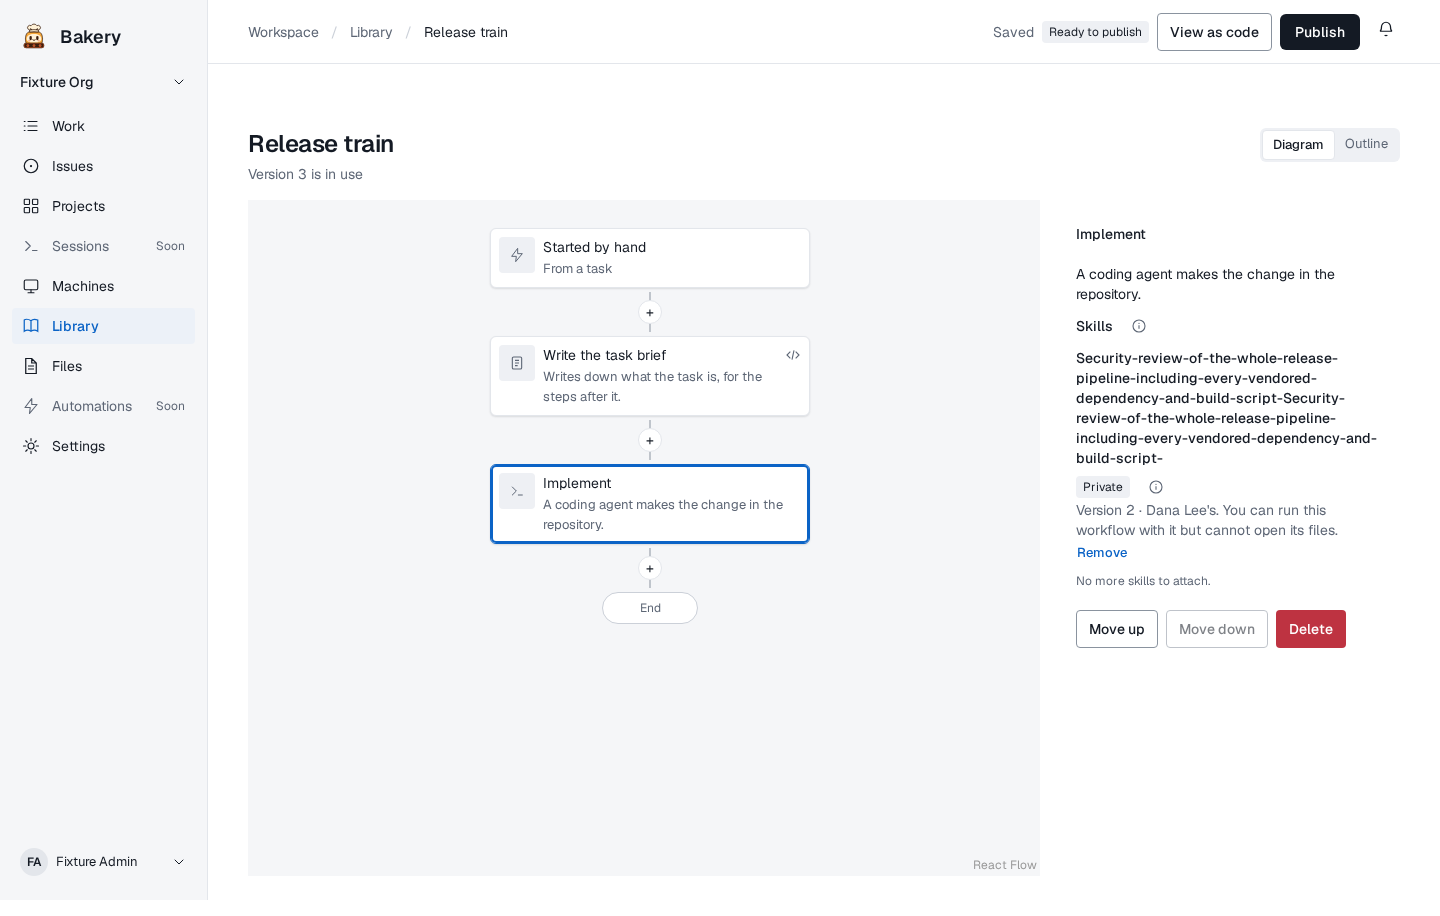 Bakery
Fixture Org
Work
Issues
Projects
Sessions Soon
Machines
Library
Files
Automations Soon
Settings
FA Fixture Admin
Workspace / Library / Release train
Saved Ready to publish View as code Publish
Release train
Version 3 is in use
Diagram Outline
Started by hand
From a task
+
Write the task brief
Writes down what the task is, for the
steps after it.
+
Implement
A coding agent makes the change in the
repository.
+
End
React Flow
Implement
A coding agent makes the change in the
repository.
Skills
Security-review-of-the-whole-release-
pipeline-including-every-vendored-
dependency-and-build-script-Security-
review-of-the-whole-release-pipeline-
including-every-vendored-dependency-and-
build-script-
Private
Version 2 · Dana Lee's. You can run this
workflow with it but cannot open its files.
Remove
No more skills to attach.
Move up Move down Delete